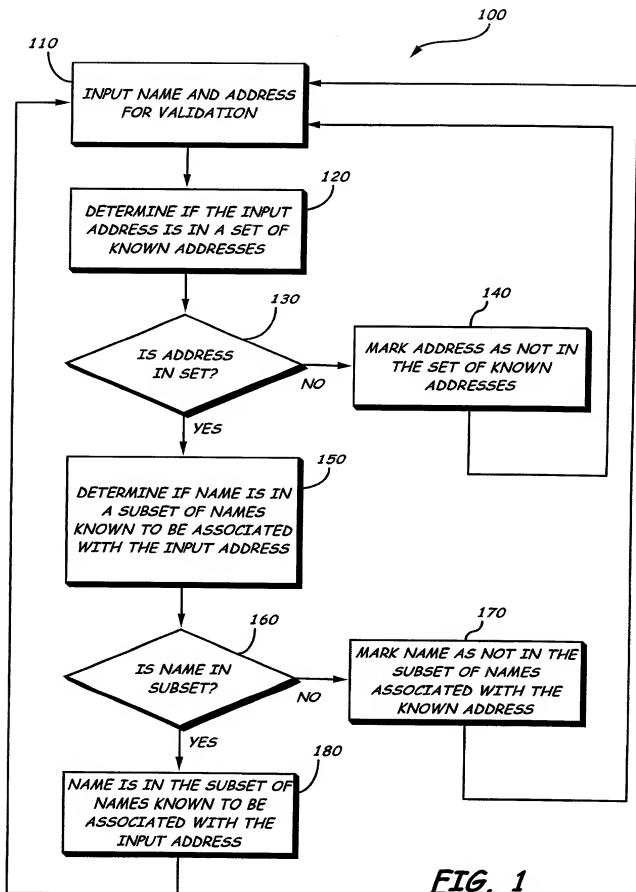 100
110
INPUT NAME AND ADDRESS
FOR VALIDATION
120
DETERMINE IF THE INPUT
ADDRESS IS IN A SET OF
KNOWN ADDRESSES
130
IS ADDRESS
IN SET?
NO
YES
140
MARK ADDRESS AS NOT IN
THE SET OF KNOWN
ADDRESSES
150
DETERMINE IF NAME IS IN
A SUBSET OF NAMES
KNOWN TO BE ASSOCIATED
WITH THE INPUT ADDRESS
160
IS NAME IN
SUBSET?
NO
YES
170
MARK NAME AS NOT IN THE
SUBSET OF NAMES
ASSOCIATED WITH THE
KNOWN ADDRESS
180
NAME IS IN THE SUBSET OF
NAMES KNOWN TO BE
ASSOCIATED WITH THE
INPUT ADDRESS
FIG. 1